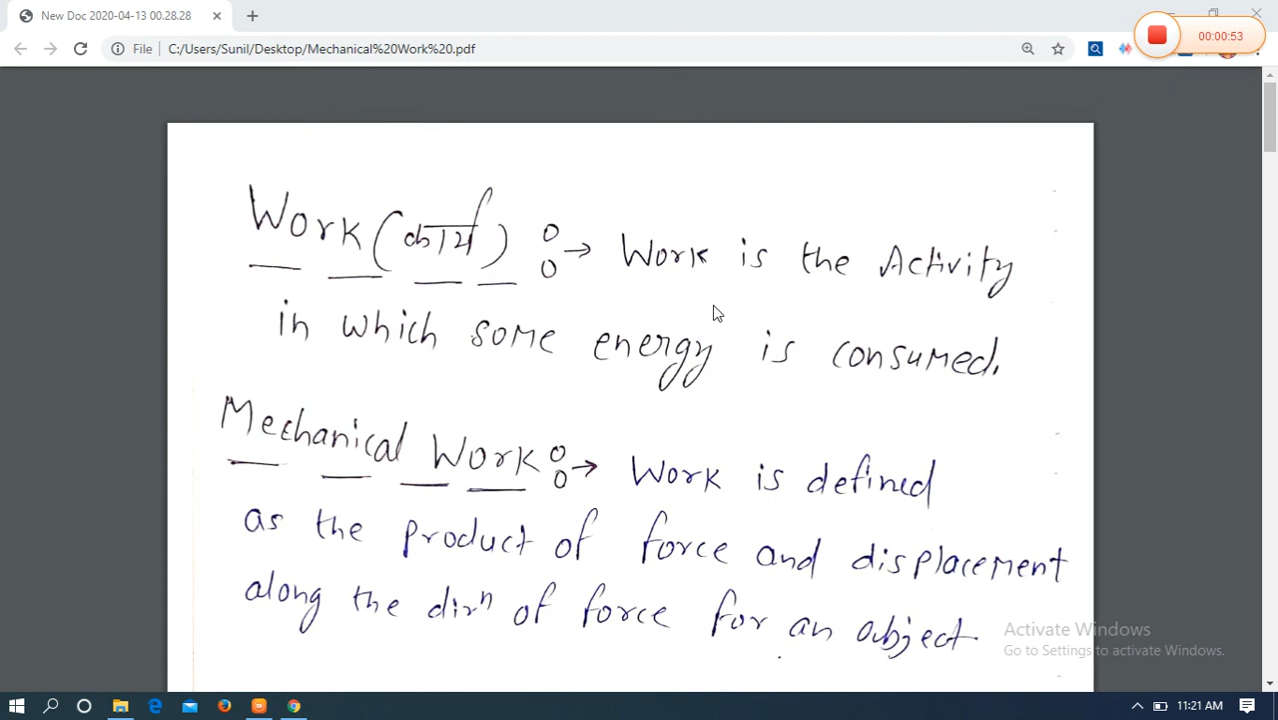 New Doc 2020-04-13 00.28.28
File
C:/Users/Sunil/Desktop/Mechanical%20Work%20.pdf
00:00:53
Work (कार्य) :→ Work is the Activity
in which some energy is consumed.
Mechanical Work :→ Work is defined
as the product of force and displacement
along the dirⁿ of force for an object.
Activate Windows
Go to Settings to activate Windows.
11:21 AM